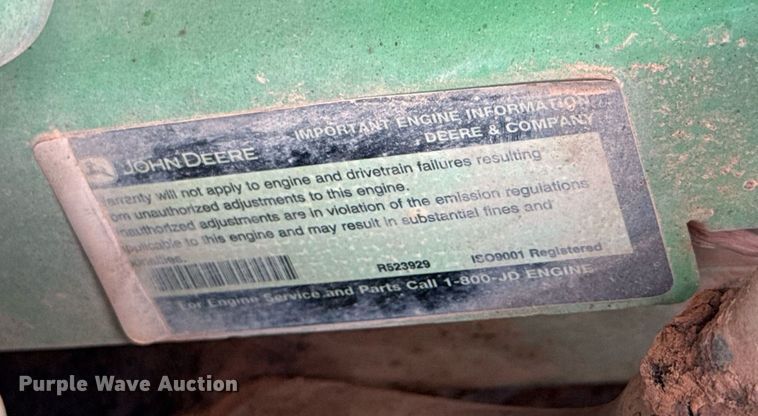 JOHN DEERE
IMPORTANT ENGINE INFORMATION
DEERE & COMPANY
arranty will not apply to engine and drivetrain failures resulting
om unauthorized adjustments to this engine.
nauthorized adjustments are in violation of the emission regulations
pplicable to this engine and may result in substantial fines and
penalties.
R523929 ISO9001 Registered
For Engine Service and Parts Call 1-800-JD ENGINE
Purple Wave Auction